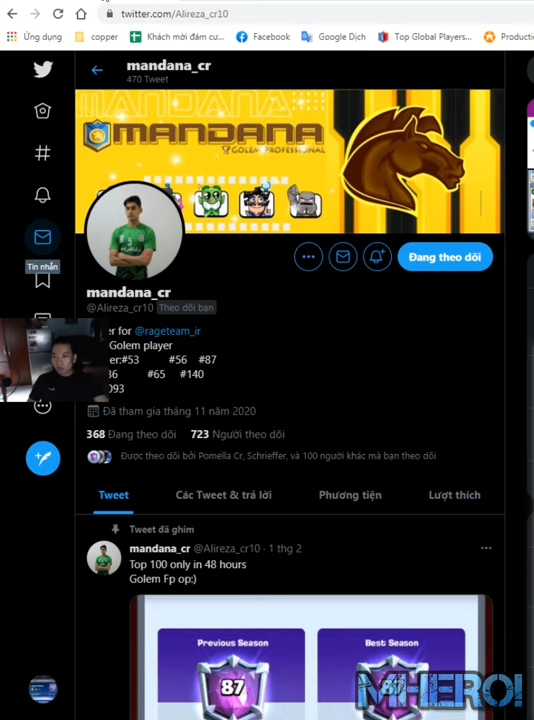 twitter.com/Alireza_cr10
Ứng dụng copper Khách mời đám cư... Facebook Google Dịch Top Global Players... Producti
mandana_cr
470 Tweet
MANDANA
MANDANA
GOLEM PROFESSIONAL
Đang theo dõi
Tin nhắn
mandana_cr
@Alireza_cr10 Theo dõi bạn
er for @rageteam_ir
Golem player
er:#53 #56 #87
36 #65 #140
093
Đã tham gia tháng 11 năm 2020
368 Đang theo dõi 723 Người theo dõi
Được theo dõi bởi Pomella Cr, Schrieffer, và 100 người khác mà bạn theo dõi
Tweet Các Tweet & trả lời Phương tiện Lượt thích
Tweet đã ghim
mandana_cr @Alireza_cr10 · 1 thg 2
Top 100 only in 48 hours
Golem Fp op:)
Previous Season Best Season
87
MHERO!